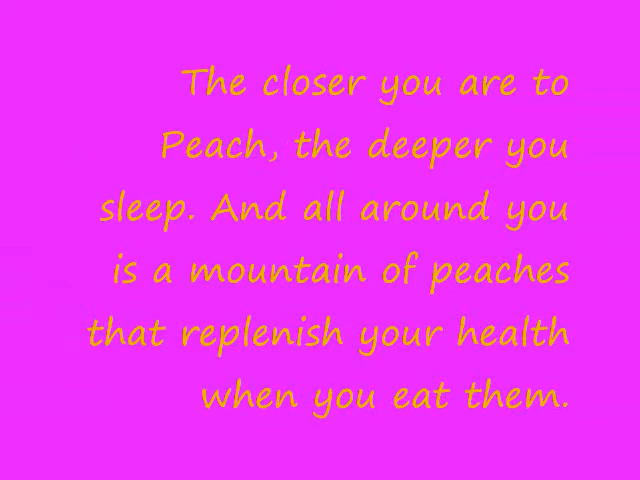 The closer you are to
Peach, the deeper you
sleep. And all around you
is a mountain of peaches
that replenish your health
when you eat them.